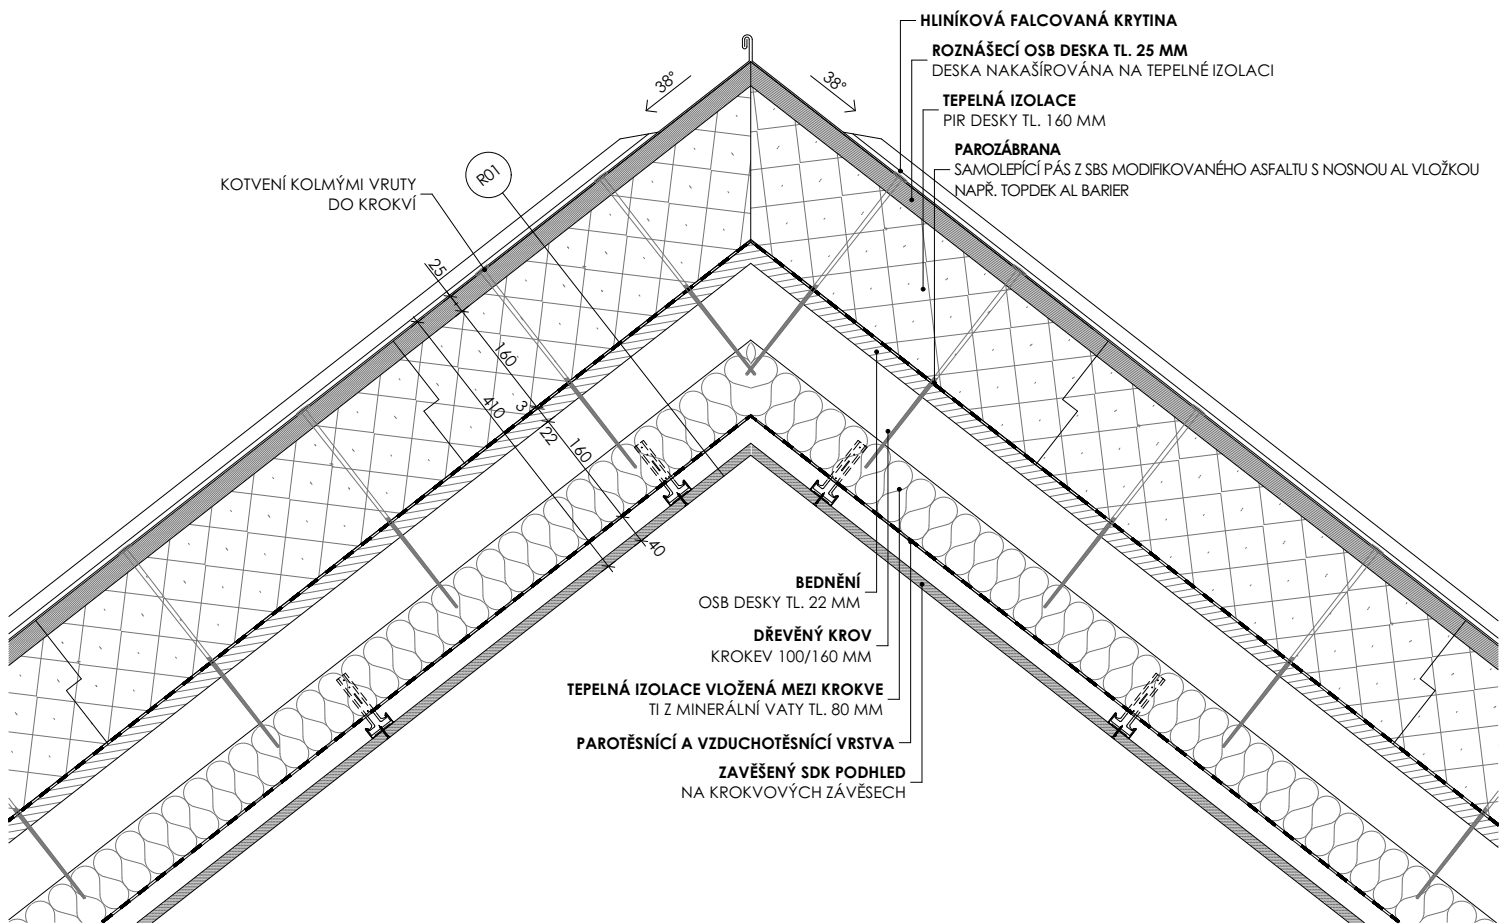 HLINÍKOVÁ FALCOVANÁ KRYTINA
ROZNÁŠECÍ OSB DESKA TL. 25 MM
DESKA NAKAŠÍROVÁNA NA TEPELNÉ IZOLACI
TEPELNÁ IZOLACE
PIR DESKY TL. 160 MM
PAROZÁBRANA
SAMOLEPÍCÍ PÁS Z SBS MODIFIKOVANÉHO ASFALTU S NOSNOU AL VLOŽKOU
NAPŘ. TOPDEK AL BARIER
38°
38°
KOTVENÍ KOLMÝMI VRUTY
DO KROKVÍ
R01
25
160
410
3
22
160
40
BEDNĚNÍ
OSB DESKY TL. 22 MM
DŘEVĚNÝ KROV
KROKEV 100/160 MM
TEPELNÁ IZOLACE VLOŽENÁ MEZI KROKVE
TI Z MINERÁLNÍ VATY TL. 80 MM
PAROTĚSNÍCÍ A VZDUCHOTĚSNÍCÍ VRSTVA
ZAVĚŠENÝ SDK PODHLED
NA KROKVOVÝCH ZÁVĚSECH